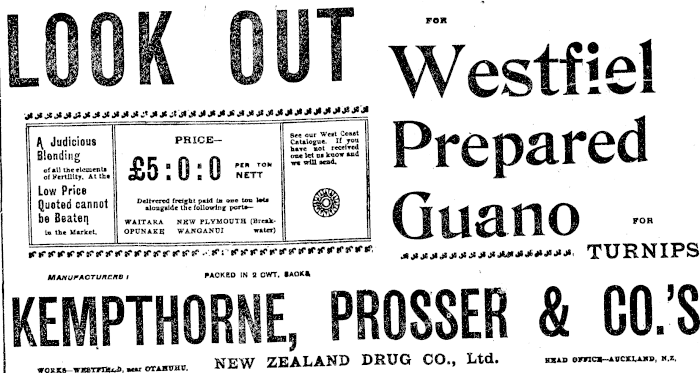 LOOK OUT
FOR
Westfiel
Prepared
Guano
FOR
TURNIPS
A Judicious
Blending
of all the elements
of Fertility. At the
Low Price
Quoted cannot
be Beaten
in the Market.
PRICE—
£5:0:0 PER TON
NETT
Delivered freight paid in one ton lots
alongside the following ports—
WAITARA NEW PLYMOUTH (Break-
OPUNAKE WANGANUI water)
See our West Coast
Catalogue. If you
have not received
one let us know and
we will send.
MANUFACTURERS:
PACKED IN 2 CWT. SACKS
KEMPTHORNE, PROSSER & CO.'S
WORKS—WESTFIELD, near OTAHUHU.
NEW ZEALAND DRUG CO., Ltd.
HEAD OFFICE—AUCKLAND, N.Z.